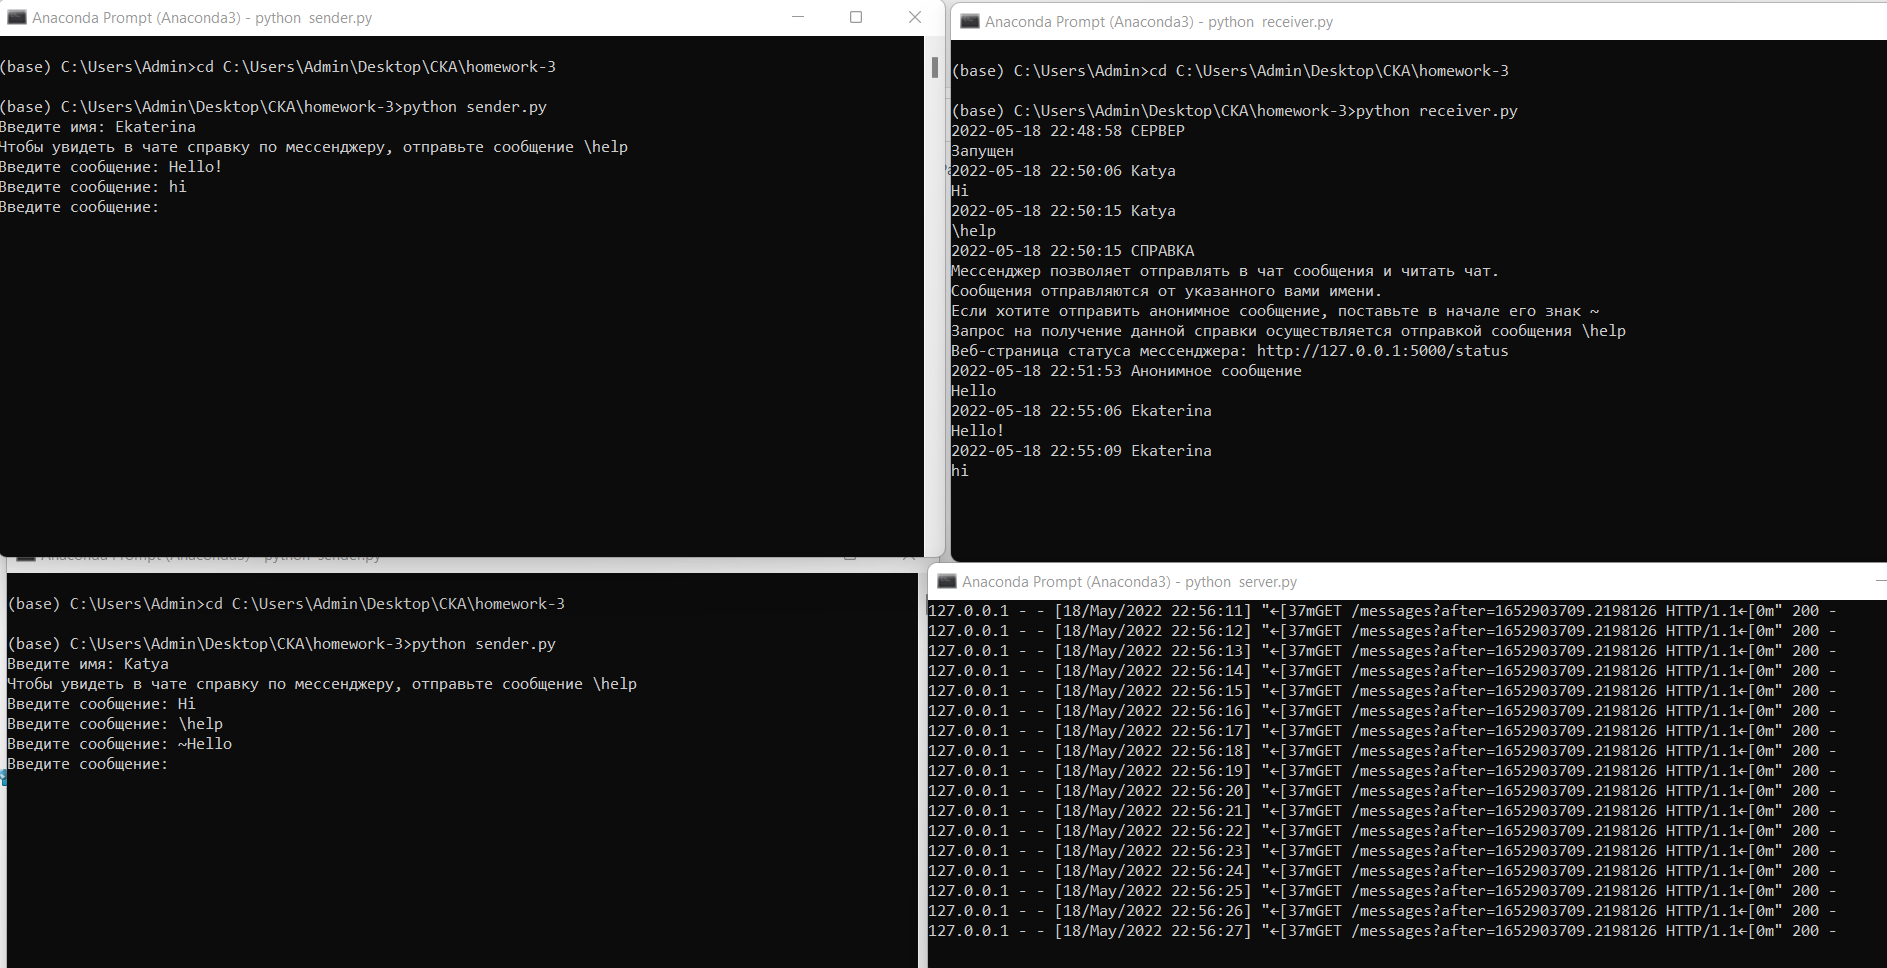 Anaconda Prompt (Anaconda3) - python  sender.py
(base) C:\Users\Admin>cd C:\Users\Admin\Desktop\СКА\homework-3
(base) C:\Users\Admin\Desktop\СКА\homework-3>python sender.py
Введите имя: Ekaterina
Чтобы увидеть в чате справку по мессенджеру, отправьте сообщение \help
Введите сообщение: Hello!
Введите сообщение: hi
Введите сообщение:
Anaconda Prompt (Anaconda3) - python  receiver.py
(base) C:\Users\Admin>cd C:\Users\Admin\Desktop\СКА\homework-3
(base) C:\Users\Admin\Desktop\СКА\homework-3>python receiver.py
2022-05-18 22:48:58 СЕРВЕР
Запущен
2022-05-18 22:50:06 Katya
Hi
2022-05-18 22:50:15 Katya
\help
2022-05-18 22:50:15 СПРАВКА
Мессенджер позволяет отправлять в чат сообщения и читать чат.
Сообщения отправляются от указанного вами имени.
Если хотите отправить анонимное сообщение, поставьте в начале его знак ~
Запрос на получение данной справки осуществляется отправкой сообщения \help
Веб-страница статуса мессенджера: http://127.0.0.1:5000/status
2022-05-18 22:51:53 Анонимное сообщение
Hello
2022-05-18 22:55:06 Ekaterina
Hello!
2022-05-18 22:55:09 Ekaterina
hi
Anaconda Prompt (Anaconda3) - python  sender.py
(base) C:\Users\Admin>cd C:\Users\Admin\Desktop\СКА\homework-3
(base) C:\Users\Admin\Desktop\СКА\homework-3>python sender.py
Введите имя: Katya
Чтобы увидеть в чате справку по мессенджеру, отправьте сообщение \help
Введите сообщение: Hi
Введите сообщение: \help
Введите сообщение: ~Hello
Введите сообщение:
Anaconda Prompt (Anaconda3) - python  server.py
127.0.0.1 - - [18/May/2022 22:56:11] "←[37mGET /messages?after=1652903709.2198126 HTTP/1.1←[0m" 200 -
127.0.0.1 - - [18/May/2022 22:56:12] "←[37mGET /messages?after=1652903709.2198126 HTTP/1.1←[0m" 200 -
127.0.0.1 - - [18/May/2022 22:56:13] "←[37mGET /messages?after=1652903709.2198126 HTTP/1.1←[0m" 200 -
127.0.0.1 - - [18/May/2022 22:56:14] "←[37mGET /messages?after=1652903709.2198126 HTTP/1.1←[0m" 200 -
127.0.0.1 - - [18/May/2022 22:56:15] "←[37mGET /messages?after=1652903709.2198126 HTTP/1.1←[0m" 200 -
127.0.0.1 - - [18/May/2022 22:56:16] "←[37mGET /messages?after=1652903709.2198126 HTTP/1.1←[0m" 200 -
127.0.0.1 - - [18/May/2022 22:56:17] "←[37mGET /messages?after=1652903709.2198126 HTTP/1.1←[0m" 200 -
127.0.0.1 - - [18/May/2022 22:56:18] "←[37mGET /messages?after=1652903709.2198126 HTTP/1.1←[0m" 200 -
127.0.0.1 - - [18/May/2022 22:56:19] "←[37mGET /messages?after=1652903709.2198126 HTTP/1.1←[0m" 200 -
127.0.0.1 - - [18/May/2022 22:56:20] "←[37mGET /messages?after=1652903709.2198126 HTTP/1.1←[0m" 200 -
127.0.0.1 - - [18/May/2022 22:56:21] "←[37mGET /messages?after=1652903709.2198126 HTTP/1.1←[0m" 200 -
127.0.0.1 - - [18/May/2022 22:56:22] "←[37mGET /messages?after=1652903709.2198126 HTTP/1.1←[0m" 200 -
127.0.0.1 - - [18/May/2022 22:56:23] "←[37mGET /messages?after=1652903709.2198126 HTTP/1.1←[0m" 200 -
127.0.0.1 - - [18/May/2022 22:56:24] "←[37mGET /messages?after=1652903709.2198126 HTTP/1.1←[0m" 200 -
127.0.0.1 - - [18/May/2022 22:56:25] "←[37mGET /messages?after=1652903709.2198126 HTTP/1.1←[0m" 200 -
127.0.0.1 - - [18/May/2022 22:56:26] "←[37mGET /messages?after=1652903709.2198126 HTTP/1.1←[0m" 200 -
127.0.0.1 - - [18/May/2022 22:56:27] "←[37mGET /messages?after=1652903709.2198126 HTTP/1.1←[0m" 200 -